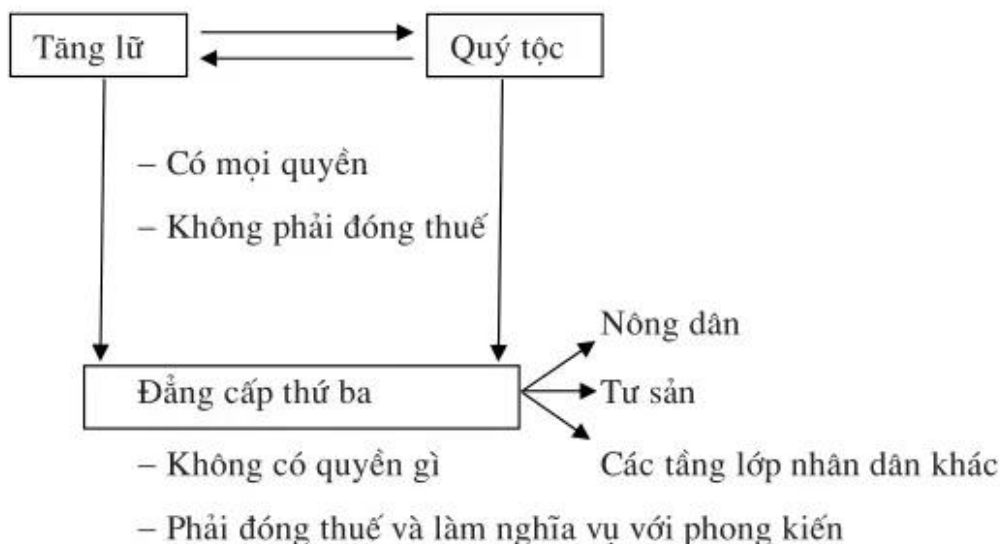 Tăng lữ
Quý tộc
– Có mọi quyền
– Không phải đóng thuế
Nông dân
Đẳng cấp thứ ba
Tư sản
– Không có quyền gì
Các tầng lớp nhân dân khác
– Phải đóng thuế và làm nghĩa vụ với phong kiến